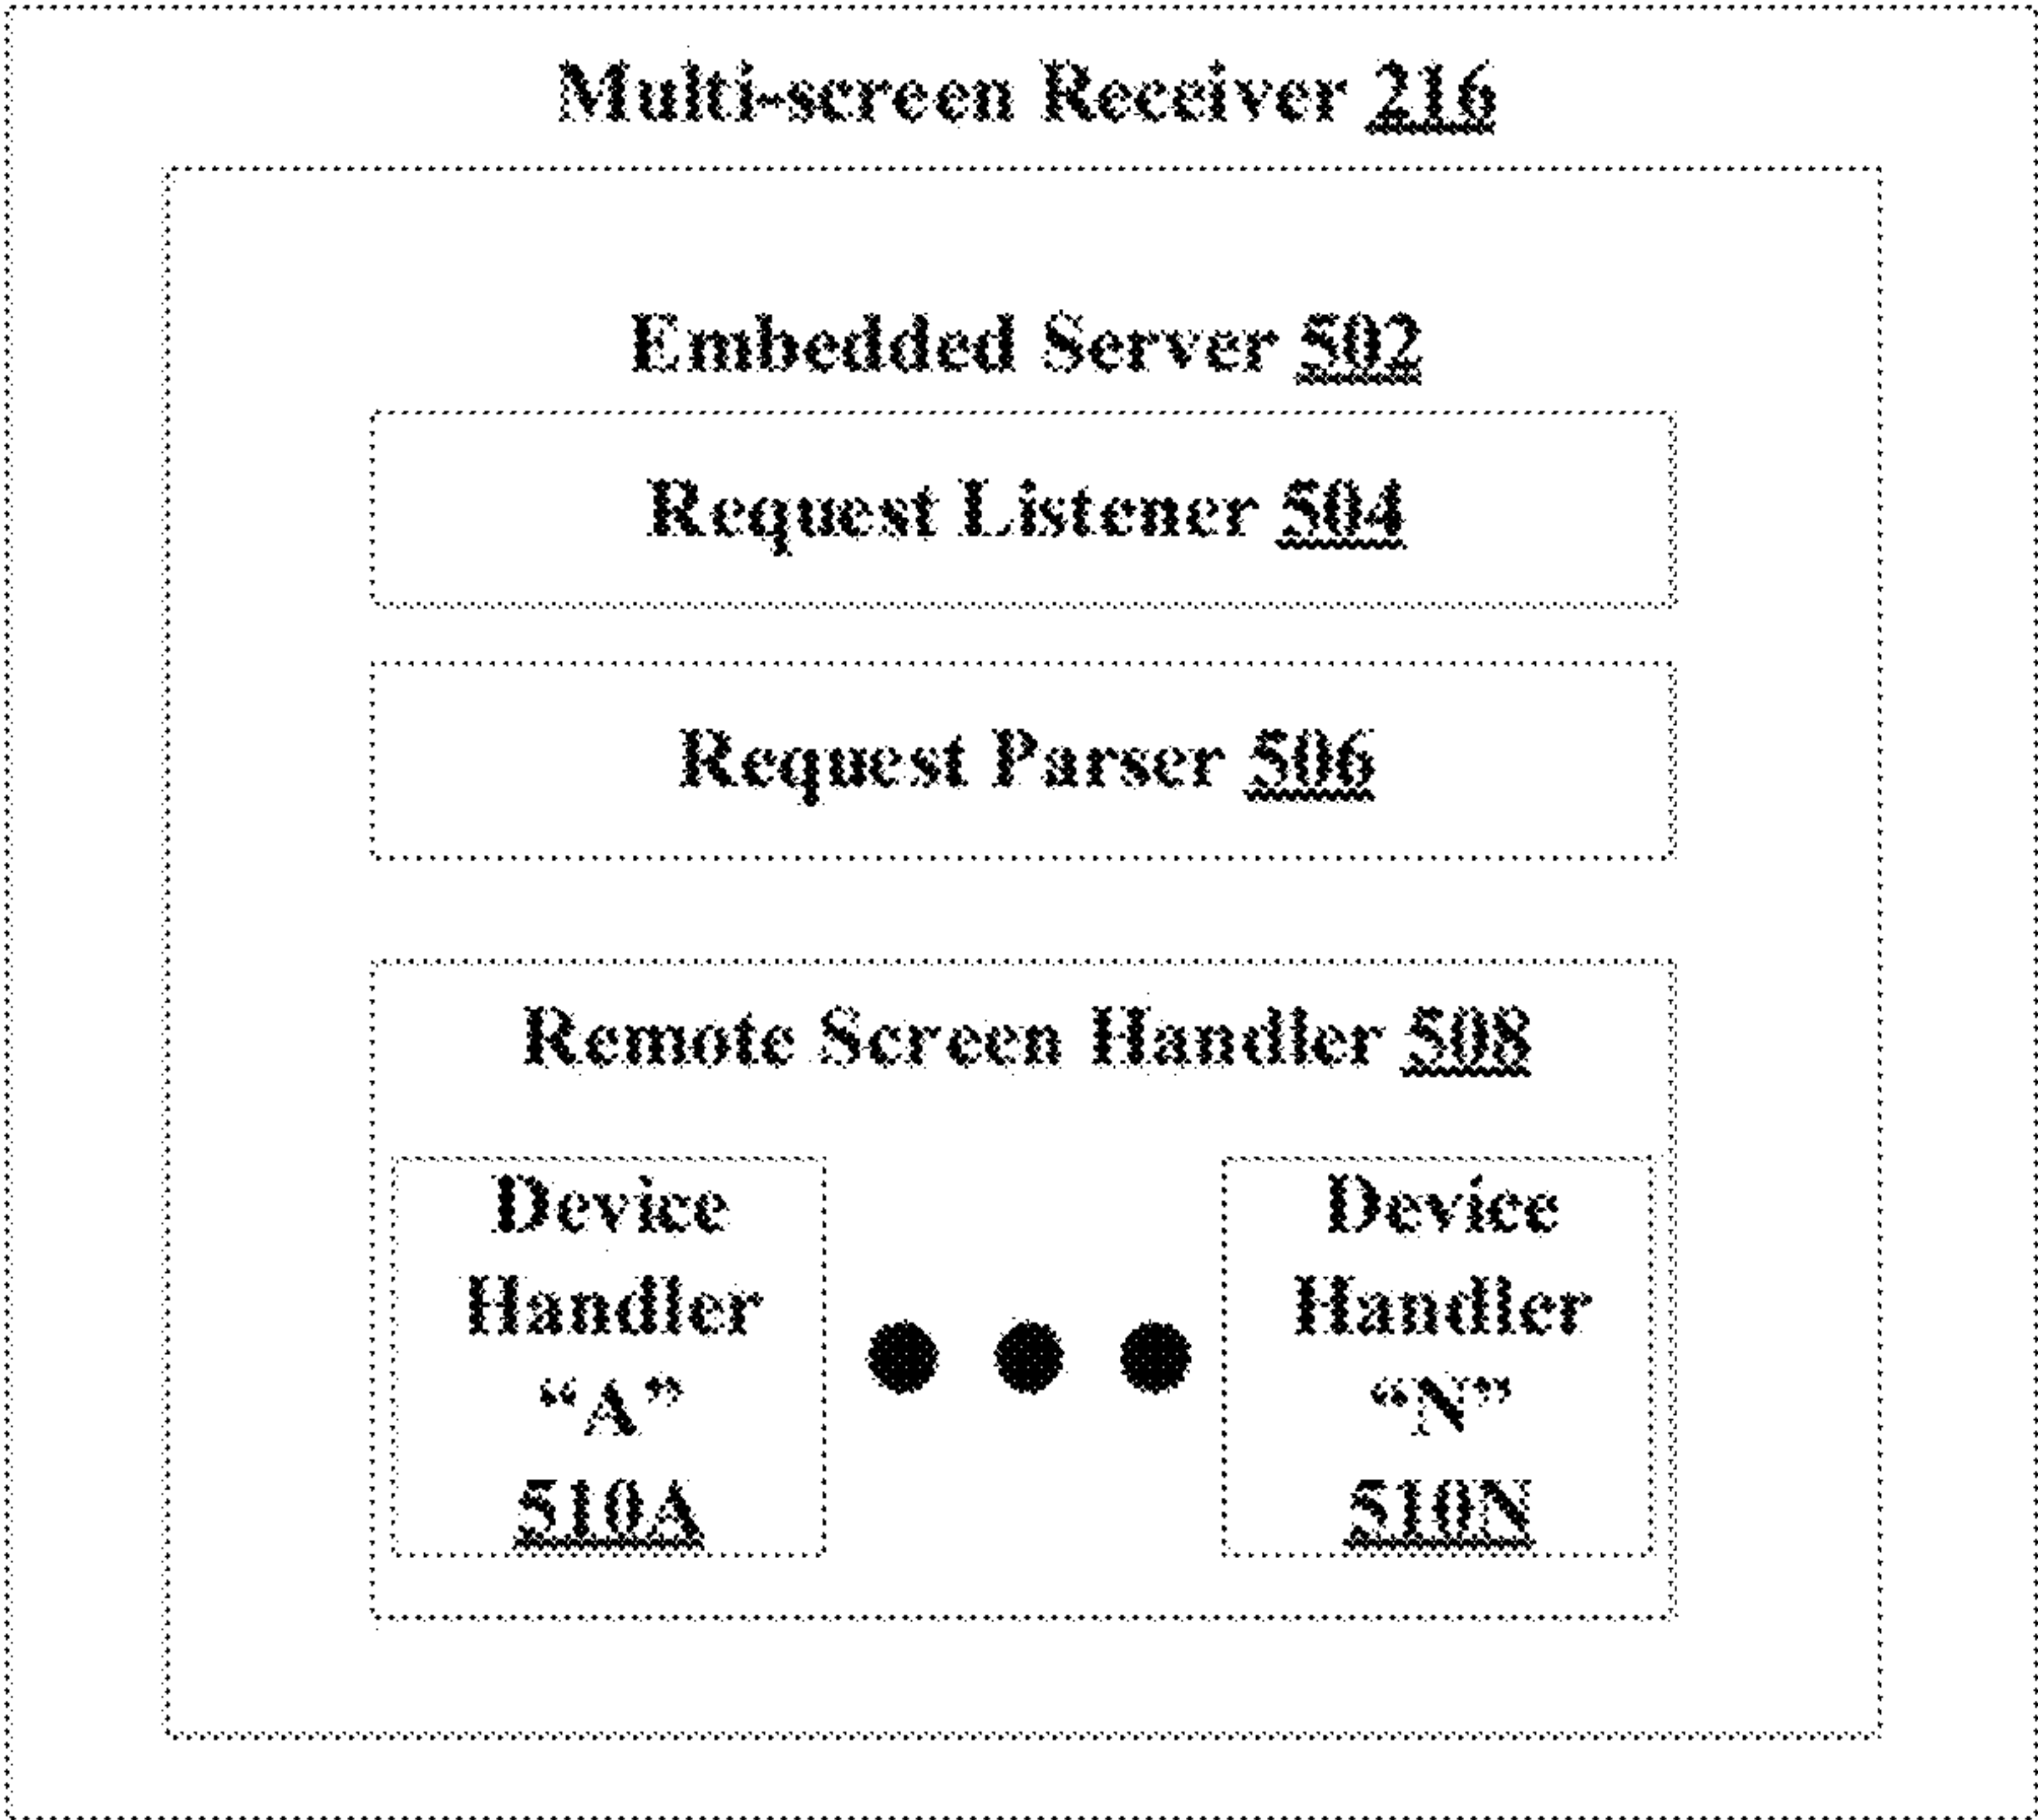 Multi-screen Receiver 216
Embedded Server 502
Request Listener 504
Request Parser 506
Remote Screen Handler 508
Device
Handler
“A”
510A
Device
Handler
“N”
510N